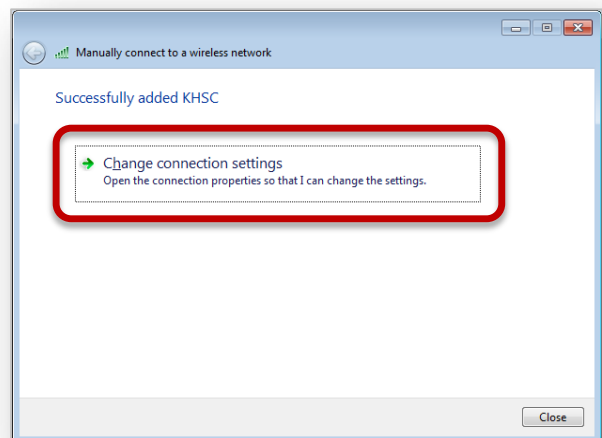 Manually connect to a wireless network
Successfully added KHSC
Change connection settings
Open the connection properties so that I can change the settings.
Close